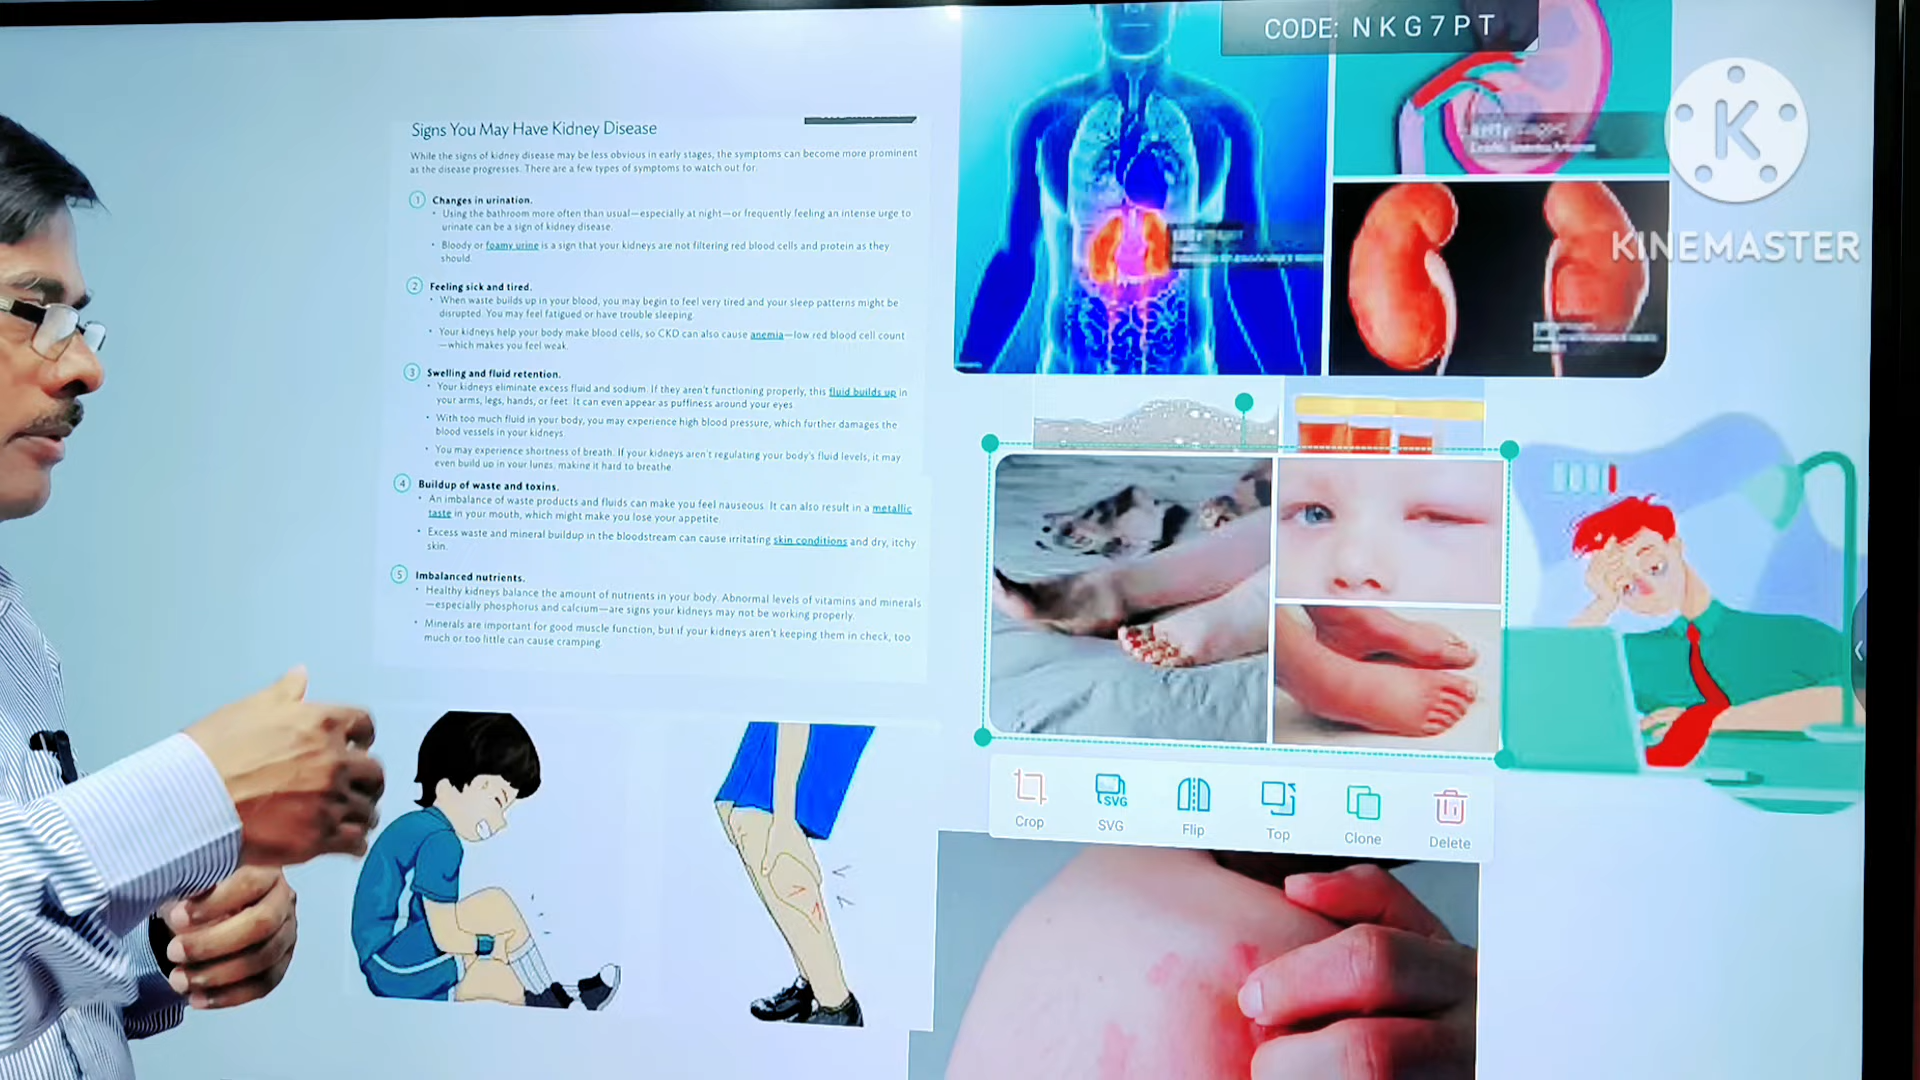 CODE: NKG7PT
KINEMASTER
Signs You May Have Kidney Disease
While the signs of kidney disease may be less obvious in early stages, the symptoms can become more prominent
as the disease progresses. There are a few types of symptoms to watch out for.
1 Changes in urination.
• Using the bathroom more often than usual—especially at night—or frequently feeling an intense urge to
urinate can be a sign of kidney disease.
• Bloody or foamy urine is a sign that your kidneys are not filtering red blood cells and protein as they
should.
2 Feeling sick and tired.
• When waste builds up in your blood, you may begin to feel very tired and your sleep patterns might be
disrupted. You may feel fatigued or have trouble sleeping
• Your kidneys help your body make blood cells, so CKD can also cause anemia—low red blood cell count
—which makes you feel weak.
3 Swelling and fluid retention.
• Your kidneys eliminate excess fluid and sodium. If they aren't functioning properly, this fluid builds up in
your arms, legs, hands, or feet. It can even appear as puffiness around your eyes
• With too much fluid in your body, you may experience high blood pressure, which further damages the
blood vessels in your kidneys
• You may experience shortness of breath. If your kidneys aren't regulating your body's fluid levels, it may
even build up in your lungs, making it hard to breathe.
4 Buildup of waste and toxins.
• An imbalance of waste products and fluids can make you feel nauseous. It can also result in a metallic
taste in your mouth, which might make you lose your appetite.
• Excess waste and mineral buildup in the bloodstream can cause irritating skin conditions and dry, itchy
skin.
5 Imbalanced nutrients.
• Healthy kidneys balance the amount of nutrients in your body. Abnormal levels of vitamins and minerals
—especially phosphorus and calcium—are signs your kidneys may not be working properly.
• Minerals are important for good muscle function, but if your kidneys aren't keeping them in check, too
much or too little can cause cramping.
SVG
Crop SVG Flip Top Clone Delete